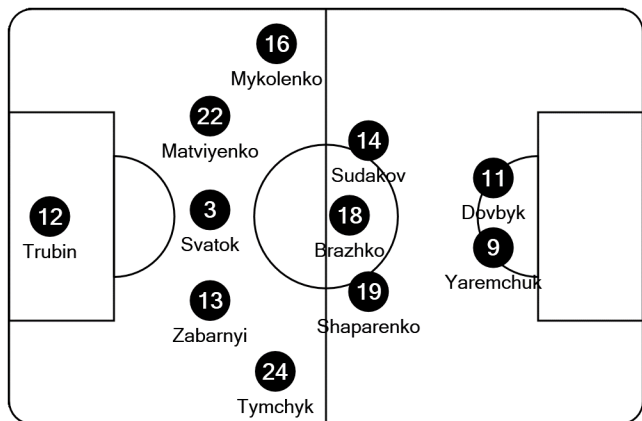 16
Mykolenko
22
Matviyenko
14
Sudakov
11
Dovbyk
12
Trubin
3
Svatok
18
Brazhko
9
Yaremchuk
13
Zabarnyi
19
Shaparenko
24
Tymchyk